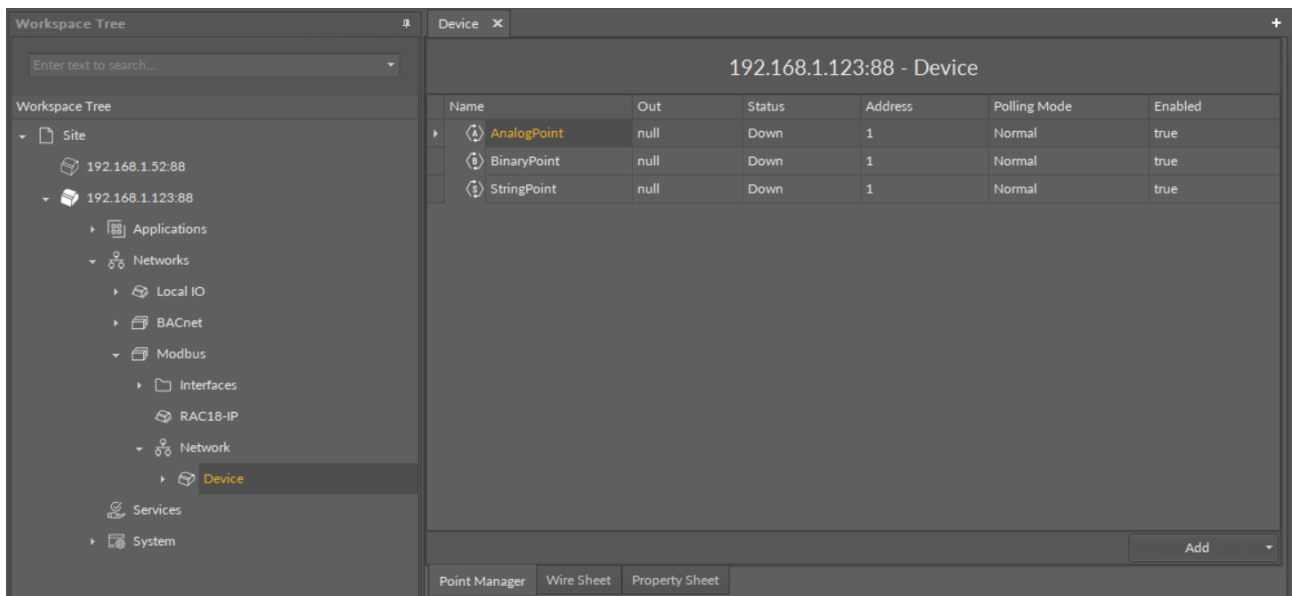 Workspace Tree
Enter text to search...
Workspace Tree
Site
192.168.1.52:88
192.168.1.123:88
Applications
Networks
Local IO
BACnet
Modbus
Interfaces
RAC18-IP
Network
Device
Services
System
Device
192.168.1.123:88 - Device
Name Out Status Address Polling Mode Enabled
A AnalogPoint null Down 1 Normal true
B BinaryPoint null Down 1 Normal true
S StringPoint null Down 1 Normal true
Add
Point Manager Wire Sheet Property Sheet